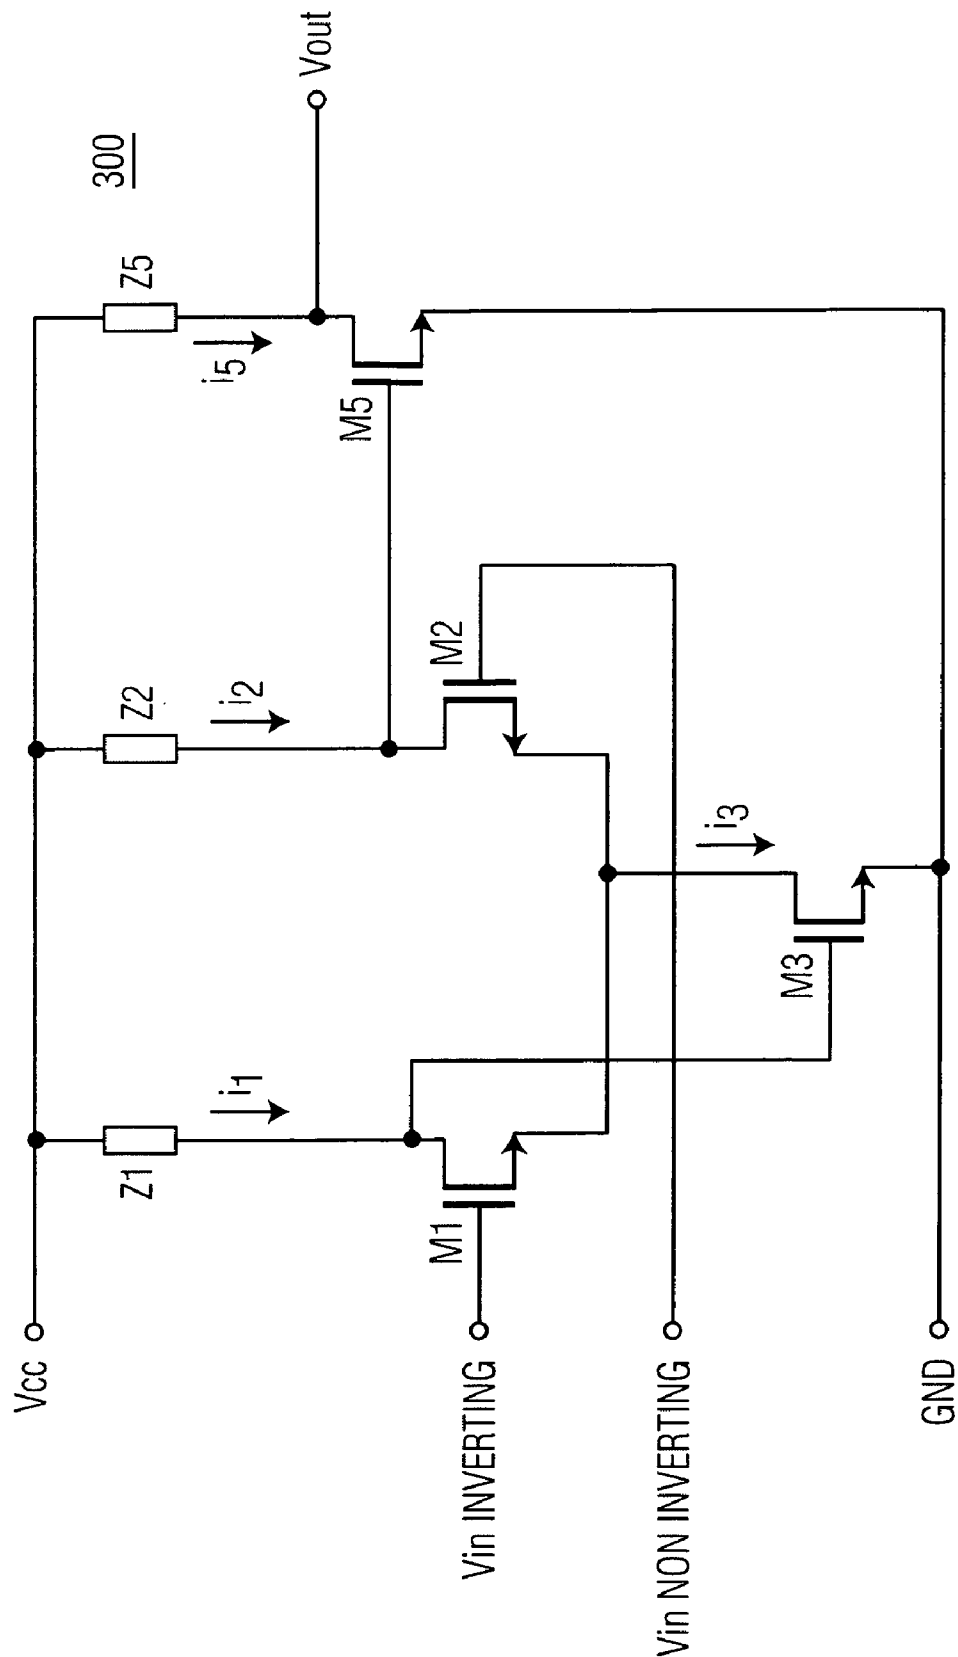 300
Vcc
Z1
i1
Z2
i2
Z5
i5
Vout
M5
M1
M2
i3
M3
Vin INVERTING
Vin NON INVERTING
GND